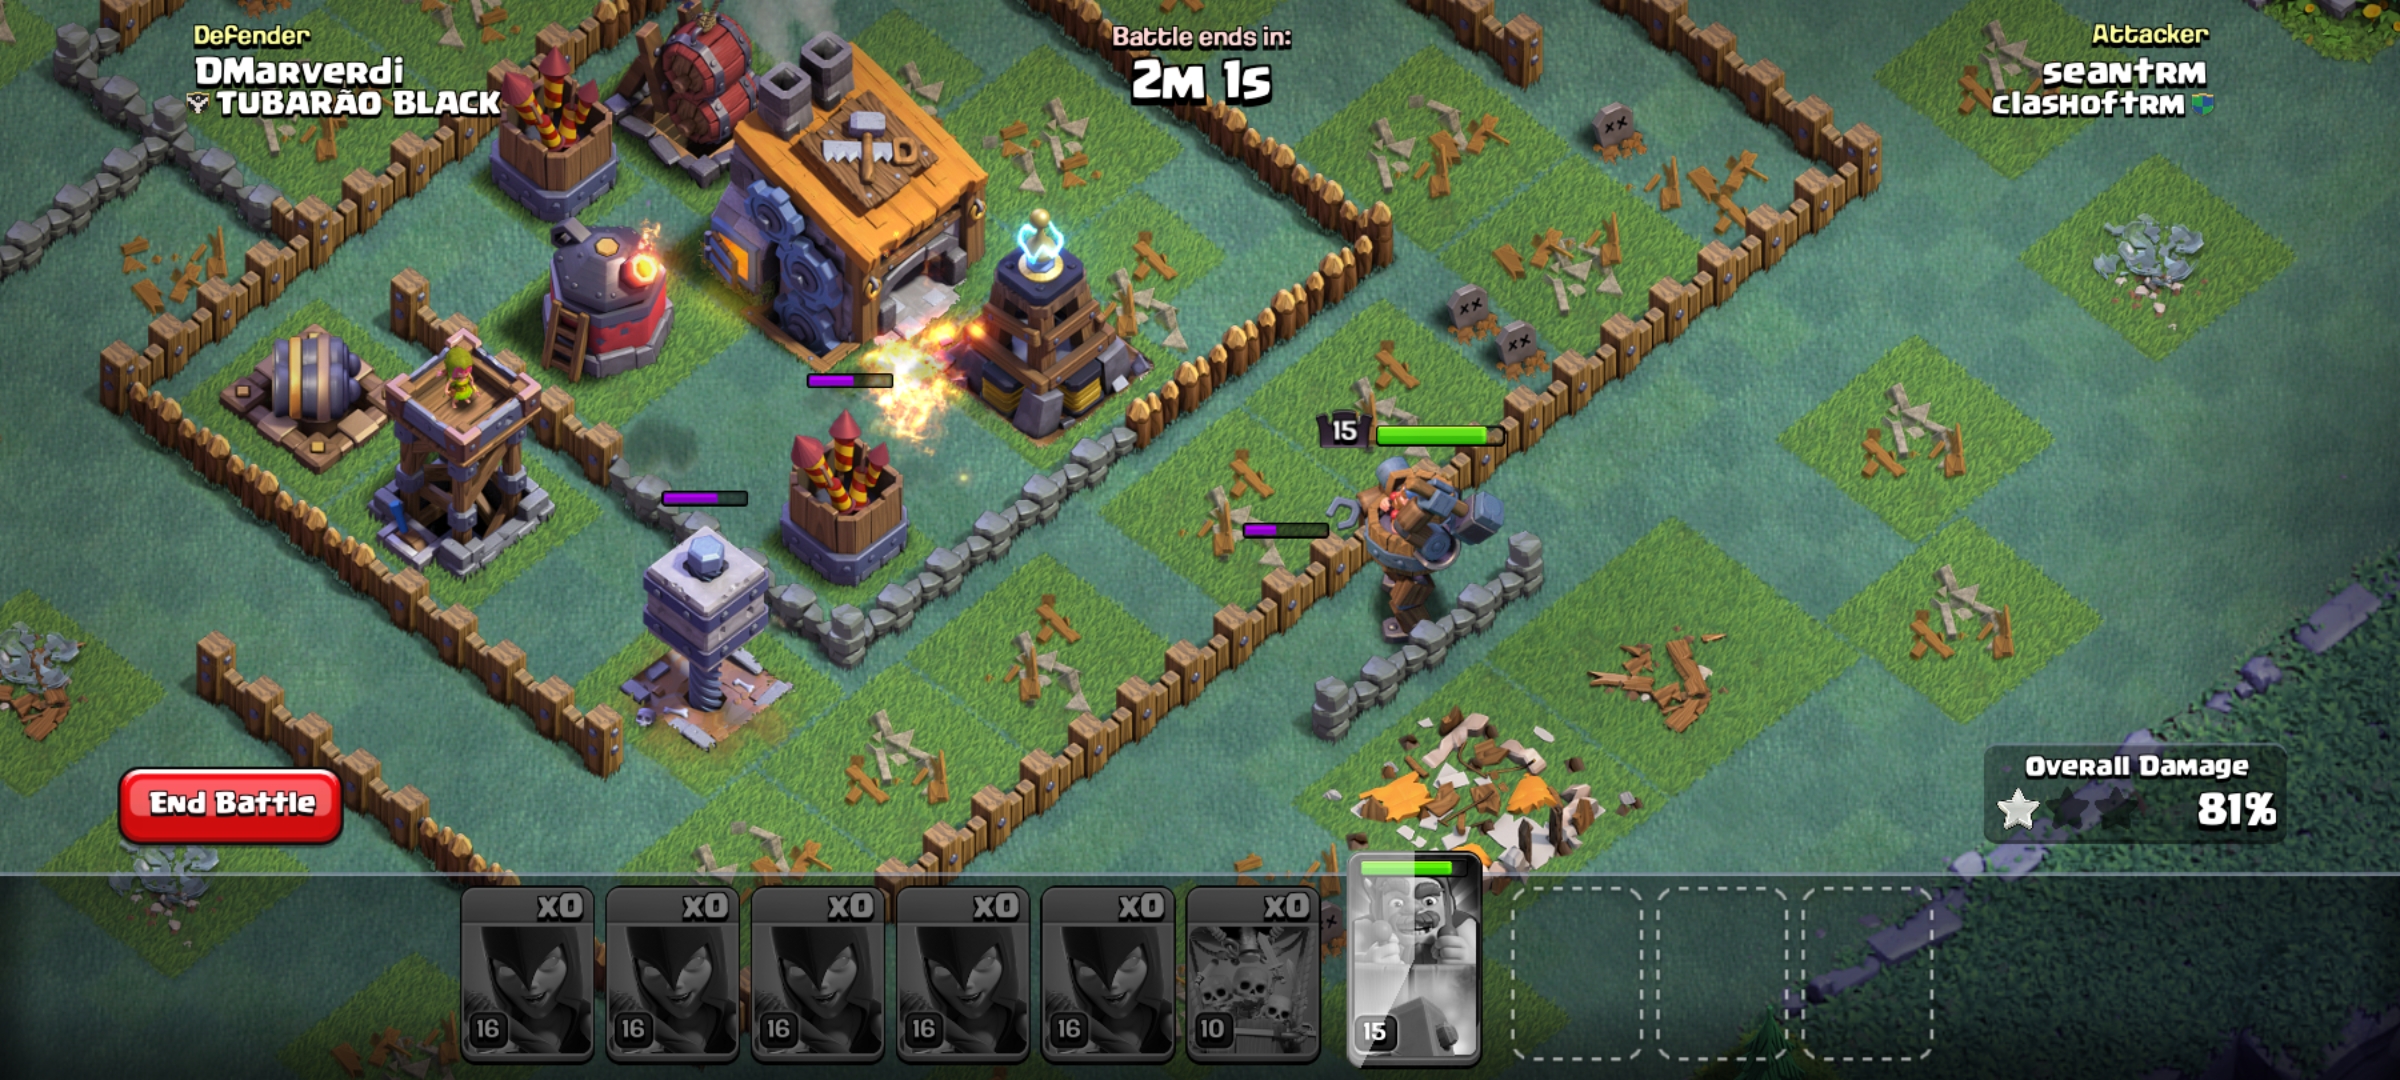 Defender
DMarverdi
TUBARÃO BLACK
Battle ends in:
2M 1s
Attacker
seantRM
clashoftRM
15
End Battle
Overall Damage
81%
x0 x0 x0 x0 x0 x0
16 16 16 16 16 10 15